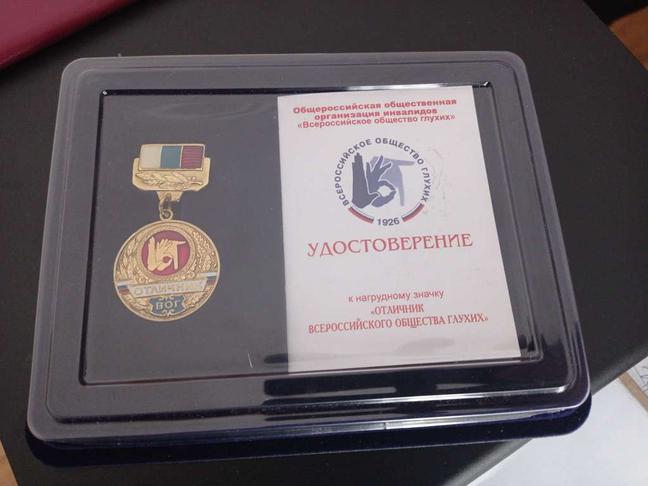 ОТЛИЧНИК
ВОГ
Общероссийская общественная
организация инвалидов
«Всероссийское общество глухих»
ВСЕРОССИЙСКОЕ ОБЩЕСТВО ГЛУХИХ
1926
УДОСТОВЕРЕНИЕ
к нагрудному значку
«ОТЛИЧНИК
ВСЕРОССИЙСКОГО ОБЩЕСТВА ГЛУХИХ»